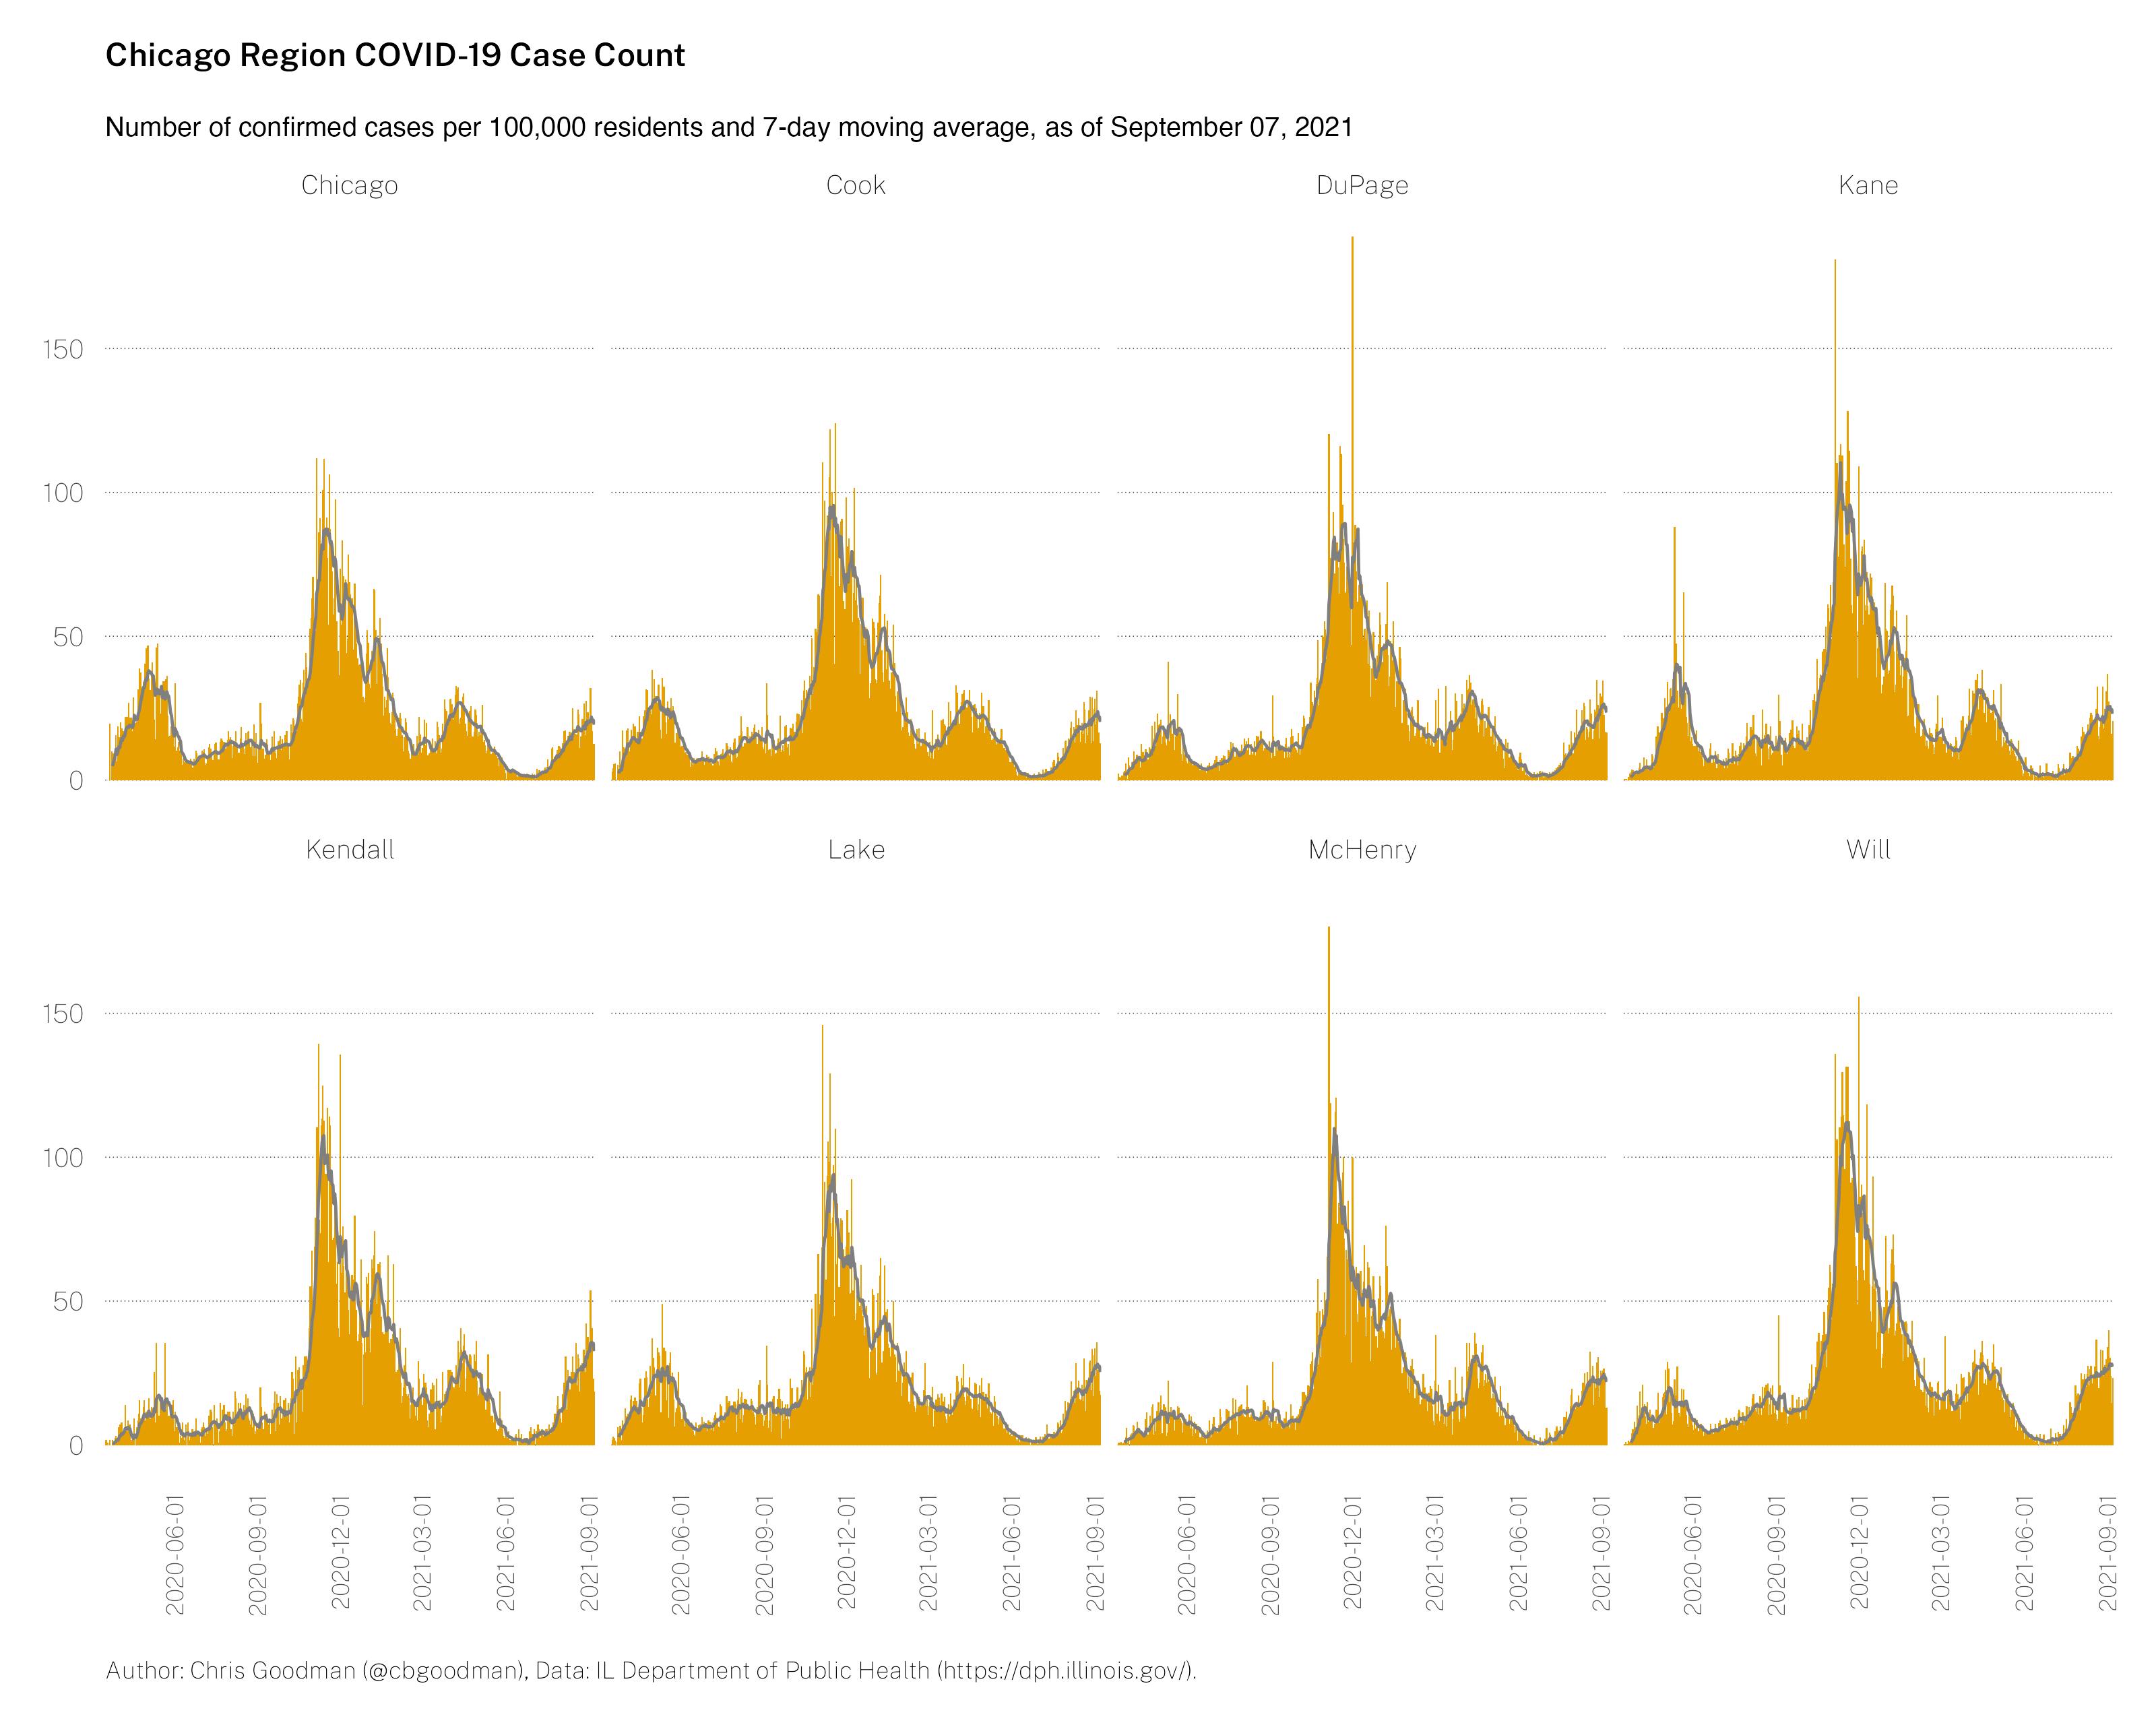 Chicago Region COVID-19 Case Count
Number of confirmed cases per 100,000 residents and 7-day moving average, as of September 07, 2021
Chicago Cook DuPage Kane
150
100
50
0
Kendall Lake McHenry Will
150
100
50
0
2020-06-01 2020-09-01 2020-12-01 2021-03-01 2021-06-01 2021-09-01 2020-06-01 2020-09-01 2020-12-01 2021-03-01 2021-06-01 2021-09-01 2020-06-01 2020-09-01 2020-12-01 2021-03-01 2021-06-01 2021-09-01 2020-06-01 2020-09-01 2020-12-01 2021-03-01 2021-06-01 2021-09-01
Author: Chris Goodman (@cbgoodman), Data: IL Department of Public Health (https://dph.illinois.gov/).